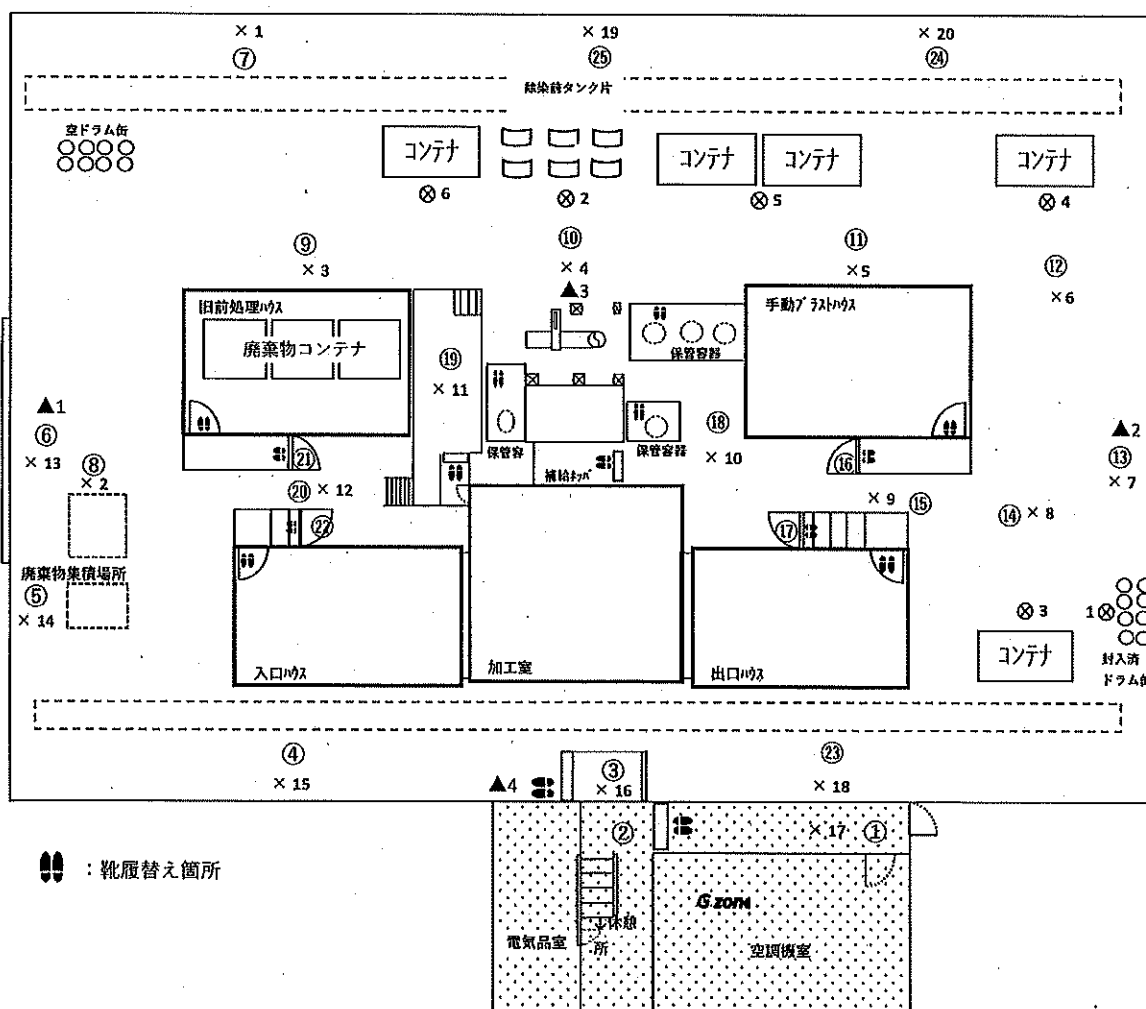 × 1
× 19
× 20
⑦
㉕
㉔
除染前タンク片
空ドラム缶
コンテナ
コンテナ
コンテナ
コンテナ
⊗ 6
⊗ 2
⊗ 5
⊗ 4
⑨
⑩
⑪
⑫
× 3
× 4
× 5
× 6
▲3
旧前処理ハウス
手動ブラストハウス
廃棄物コンテナ
保管容器
⑲
× 11
▲1
⑥
× 13
⑧
× 2
⑱
× 10
▲2
⑬
× 7
保管容
保管容器
補給ホッパ
㉑
⑯
⑳
× 12
× 9
⑮
⑭
× 8
㉒
⑰
廃棄物集積場所
⑤
× 14
⊗ 3
1 ⊗
コンテナ
封入済
ドラム缶
入口ハウス
加工室
出口ハウス
④
× 15
▲4
③
× 16
㉓
× 18
②
× 17
①
：靴履替え箇所
G zone
休憩
所
電気品室
空調機室